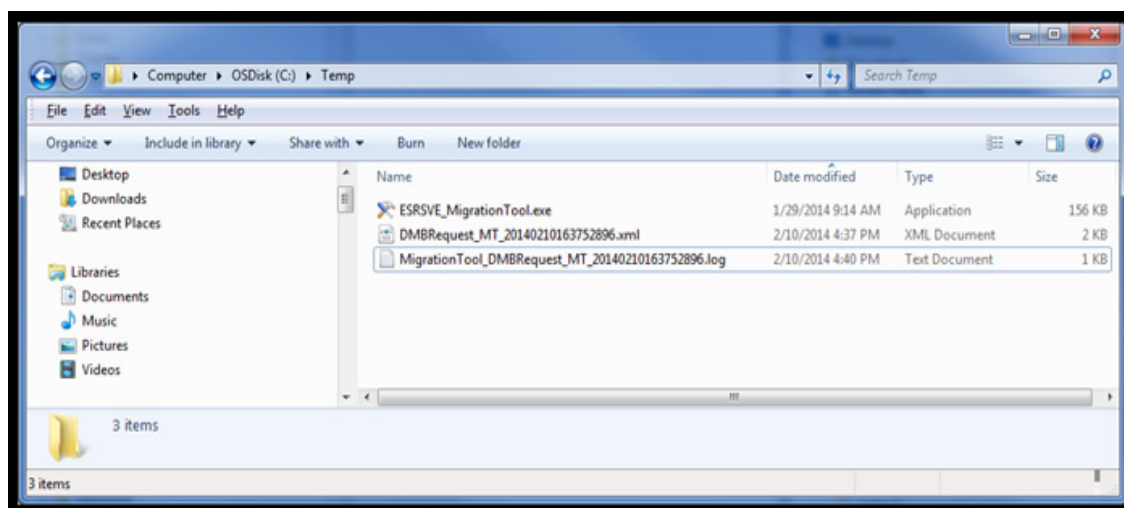 Computer OSDisk (C:) Temp Search Temp
File Edit View Tools Help
Organize Include in library Share with Burn New folder
Desktop
Downloads
Recent Places
Libraries
Documents
Music
Pictures
Videos
Name Date modified Type Size
ESRSVE_MigrationTool.exe 1/29/2014 9:14 AM Application 156 KB
DMBRequest_MT_20140210163752896.xml 2/10/2014 4:37 PM XML Document 2 KB
MigrationTool_DMBRequest_MT_20140210163752896.log 2/10/2014 4:40 PM Text Document 1 KB
3 items
3 items